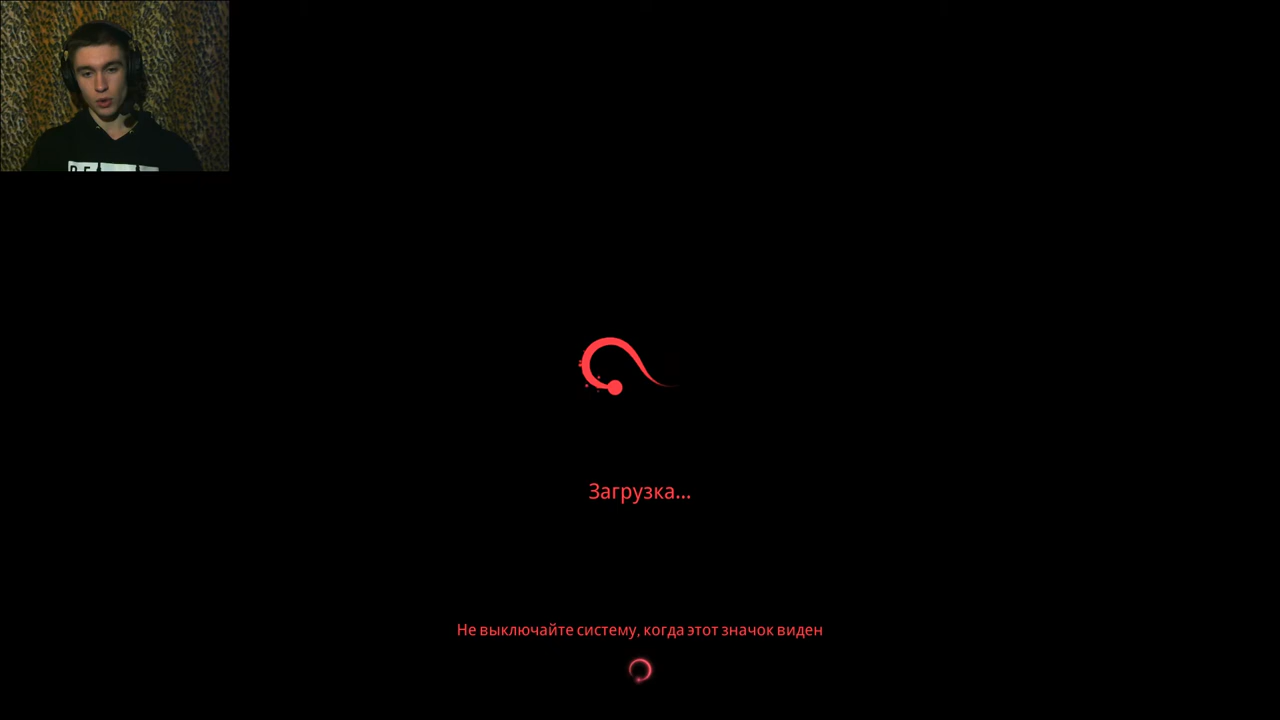 Загрузка...
Не выключайте систему, когда этот значок виден